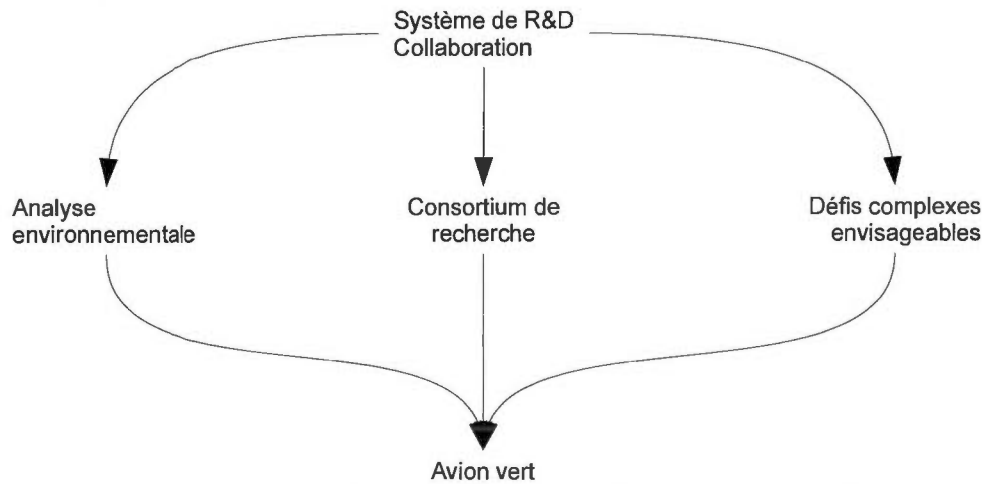 Système de R&D
Collaboration
Analyse
environnementale
Consortium de
recherche
Défis complexes
envisageables
Avion vert